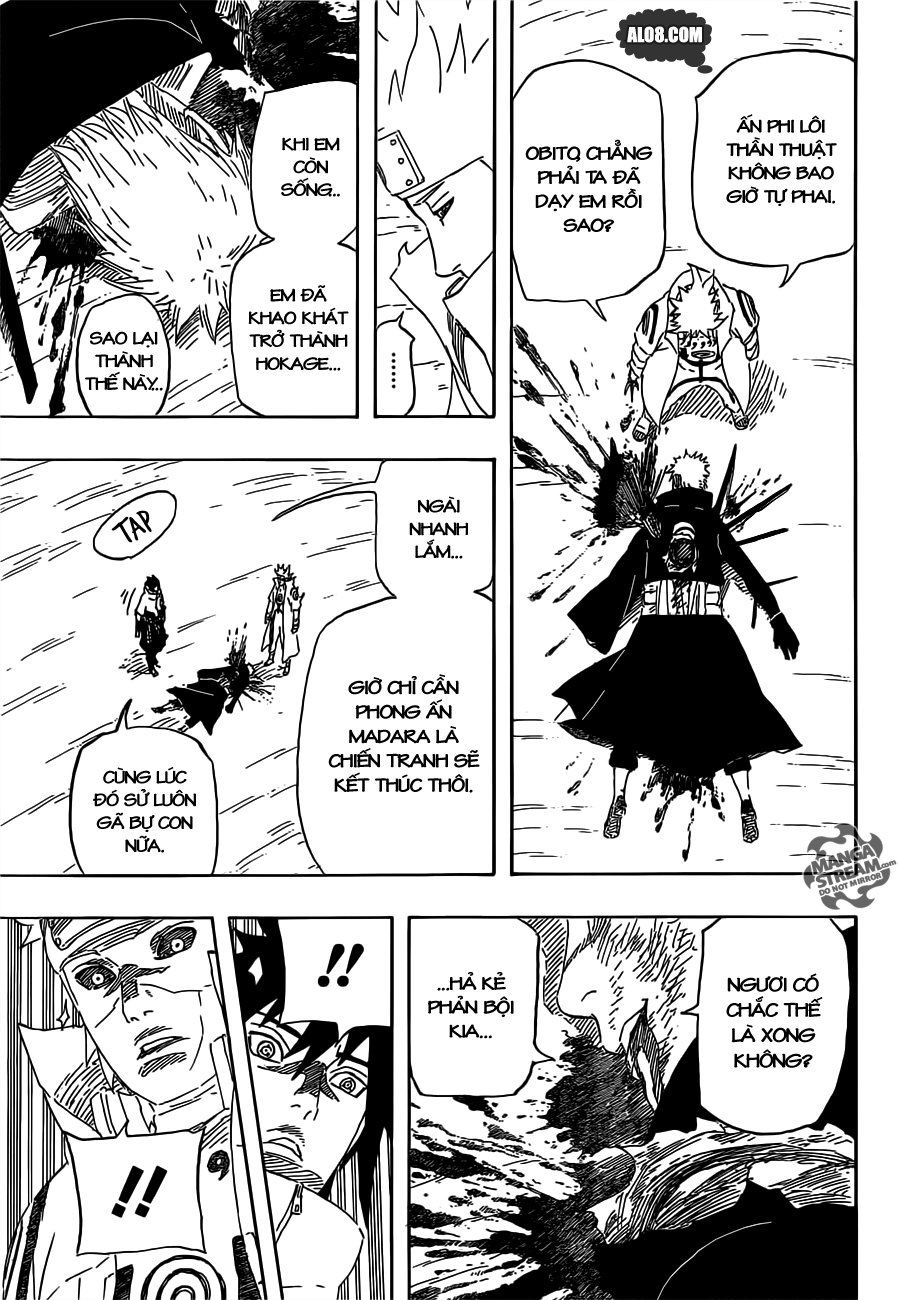 ALO8.COM
ẤN PHI LÔI
THẦN THUẬT
KHÔNG BAO
GIỜ TỰ PHAI.
OBITO, CHẲNG
PHẢI TA ĐÃ
DẠY EM RỒI
SAO?
........
KHI EM
CÒN
SỐNG...
EM ĐÃ
KHAO KHÁT
TRỞ THÀNH
HOKAGE...
SAO LẠI
THÀNH
THẾ NÀY...
NGÀI
NHANH
LẮM...
GIỜ CHỈ CẦN
PHONG ẤN
MADARA LÀ
CHIẾN TRANH SẼ
KẾT THÚC THÔI.
TAP
CÙNG LÚC
ĐÓ SỬ LUÔN
GÃ BỰ CON
NỮA.
MANGA
STREAM.com
DO NOT MIRROR
NGƯƠI CÓ
CHẮC THẾ
LÀ XONG
KHÔNG?
...HẢ KẺ
PHẢN BỘI
KIA...
!!
!!